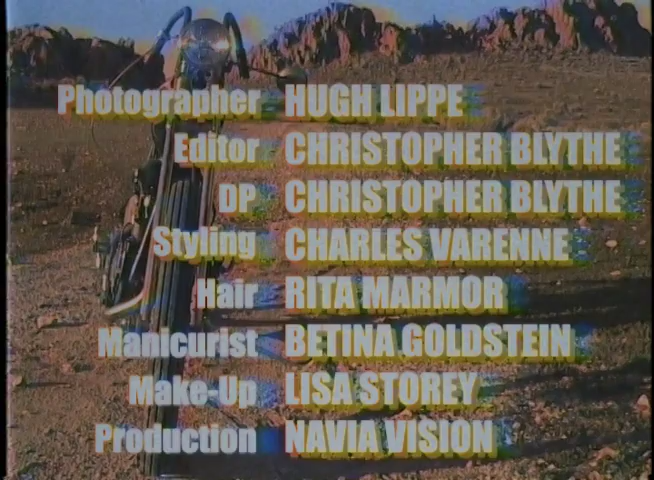 Photographer HUGH LIPPE
Editor CHRISTOPHER BLYTHE
DP CHRISTOPHER BLYTHE
Styling CHARLES VARENNE
Hair RITA MARMOR
Manicurist BETINA GOLDSTEIN
Make-Up LISA STOREY
Production NAVIA VISION